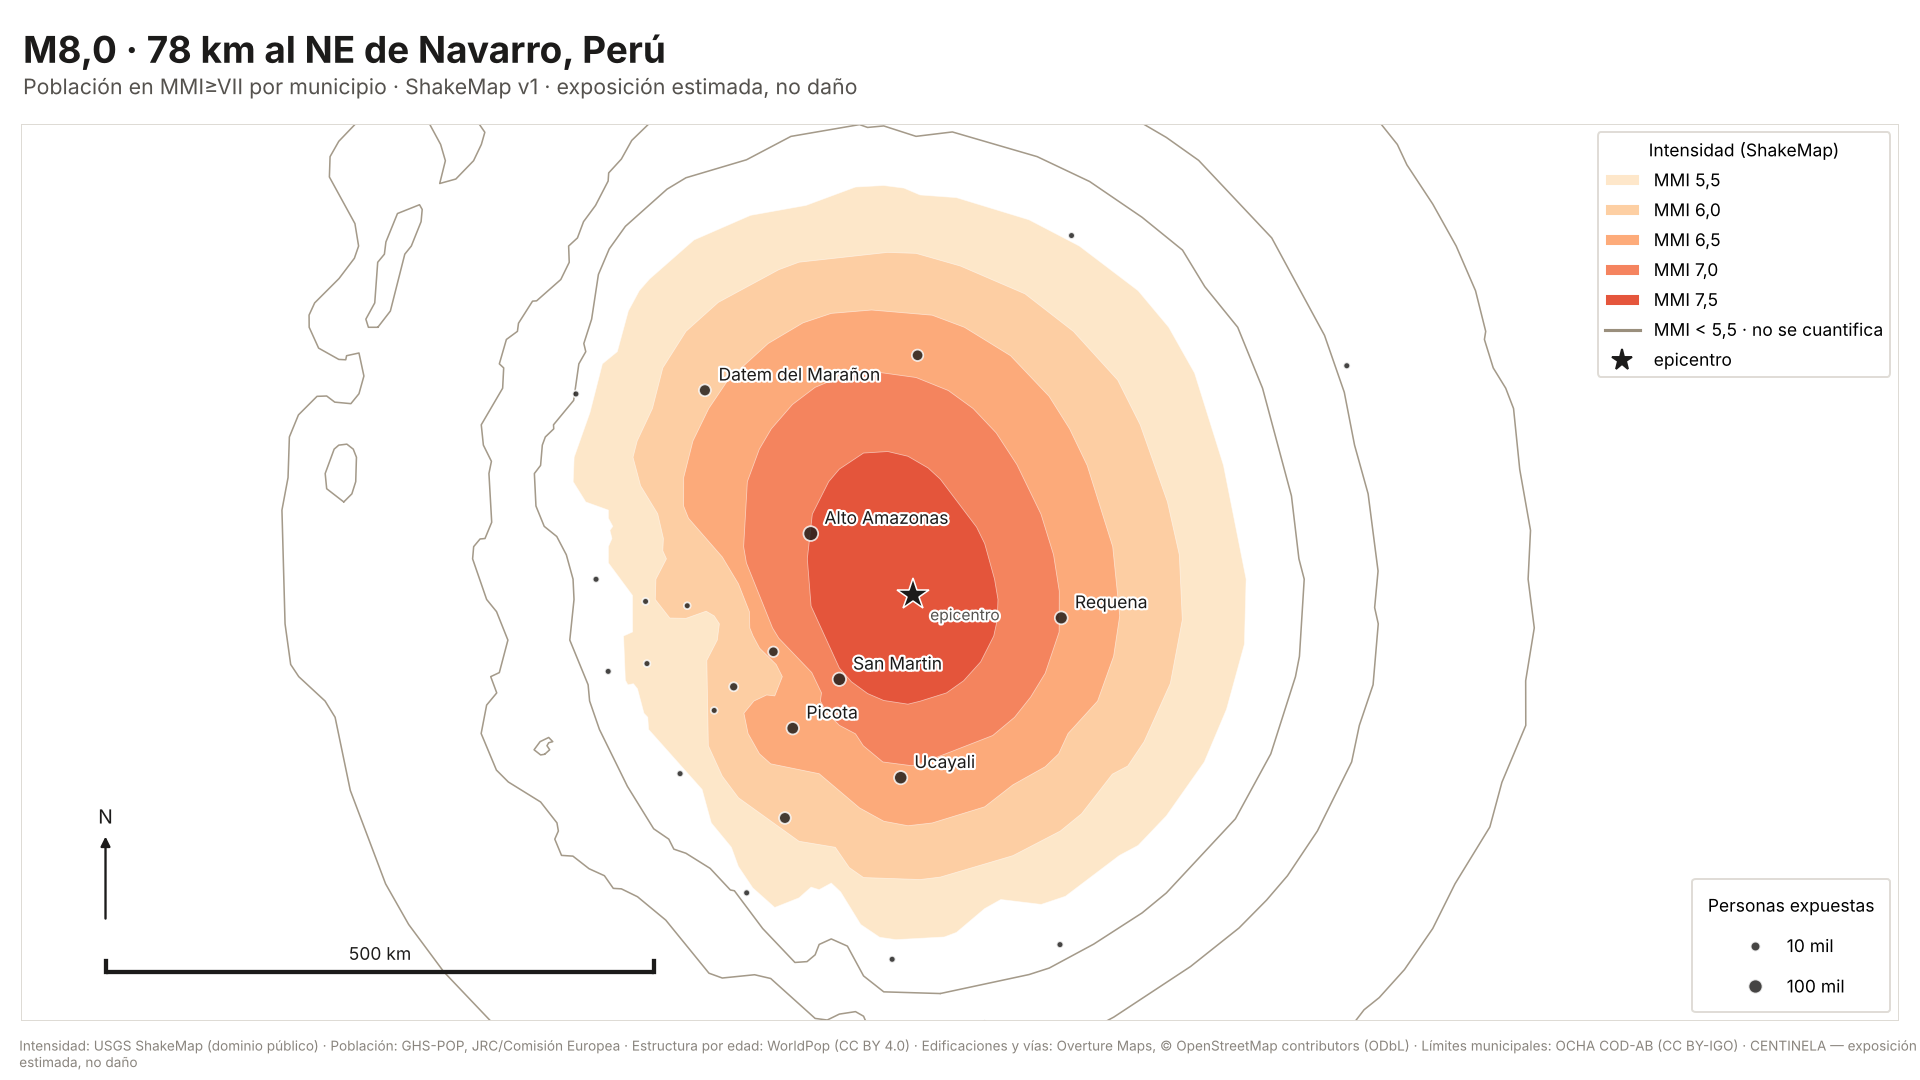 M8,0 · 78 km al NE de Navarro, Perú
Población en MMI≥VII por municipio · ShakeMap v1 · exposición estimada, no daño
Intensidad (ShakeMap)
MMI 5,5
MMI 6,0
MMI 6,5
MMI 7,0
MMI 7,5
MMI < 5,5 · no se cuantifica
epicentro
Datem del Marañon
Alto Amazonas
Requena
epicentro
San Martin
Picota
Ucayali
N
500 km
Personas expuestas
10 mil
100 mil
Intensidad: USGS ShakeMap (dominio público) · Población: GHS-POP, JRC/Comisión Europea · Estructura por edad: WorldPop (CC BY 4.0) · Edificaciones y vías: Overture Maps, © OpenStreetMap contributors (ODbL) · Límites municipales: OCHA COD-AB (CC BY-IGO) · CENTINELA — exposición
estimada, no daño